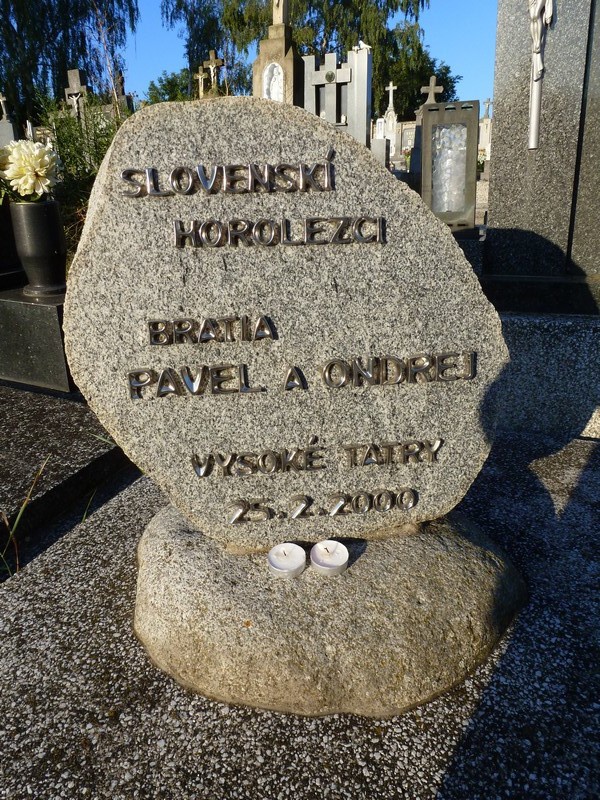 SLOVENSKÍ
HOROLEZCI
BRATIA
PAVEL A ONDREJ
VYSOKÉ TATRY
25.2.2000